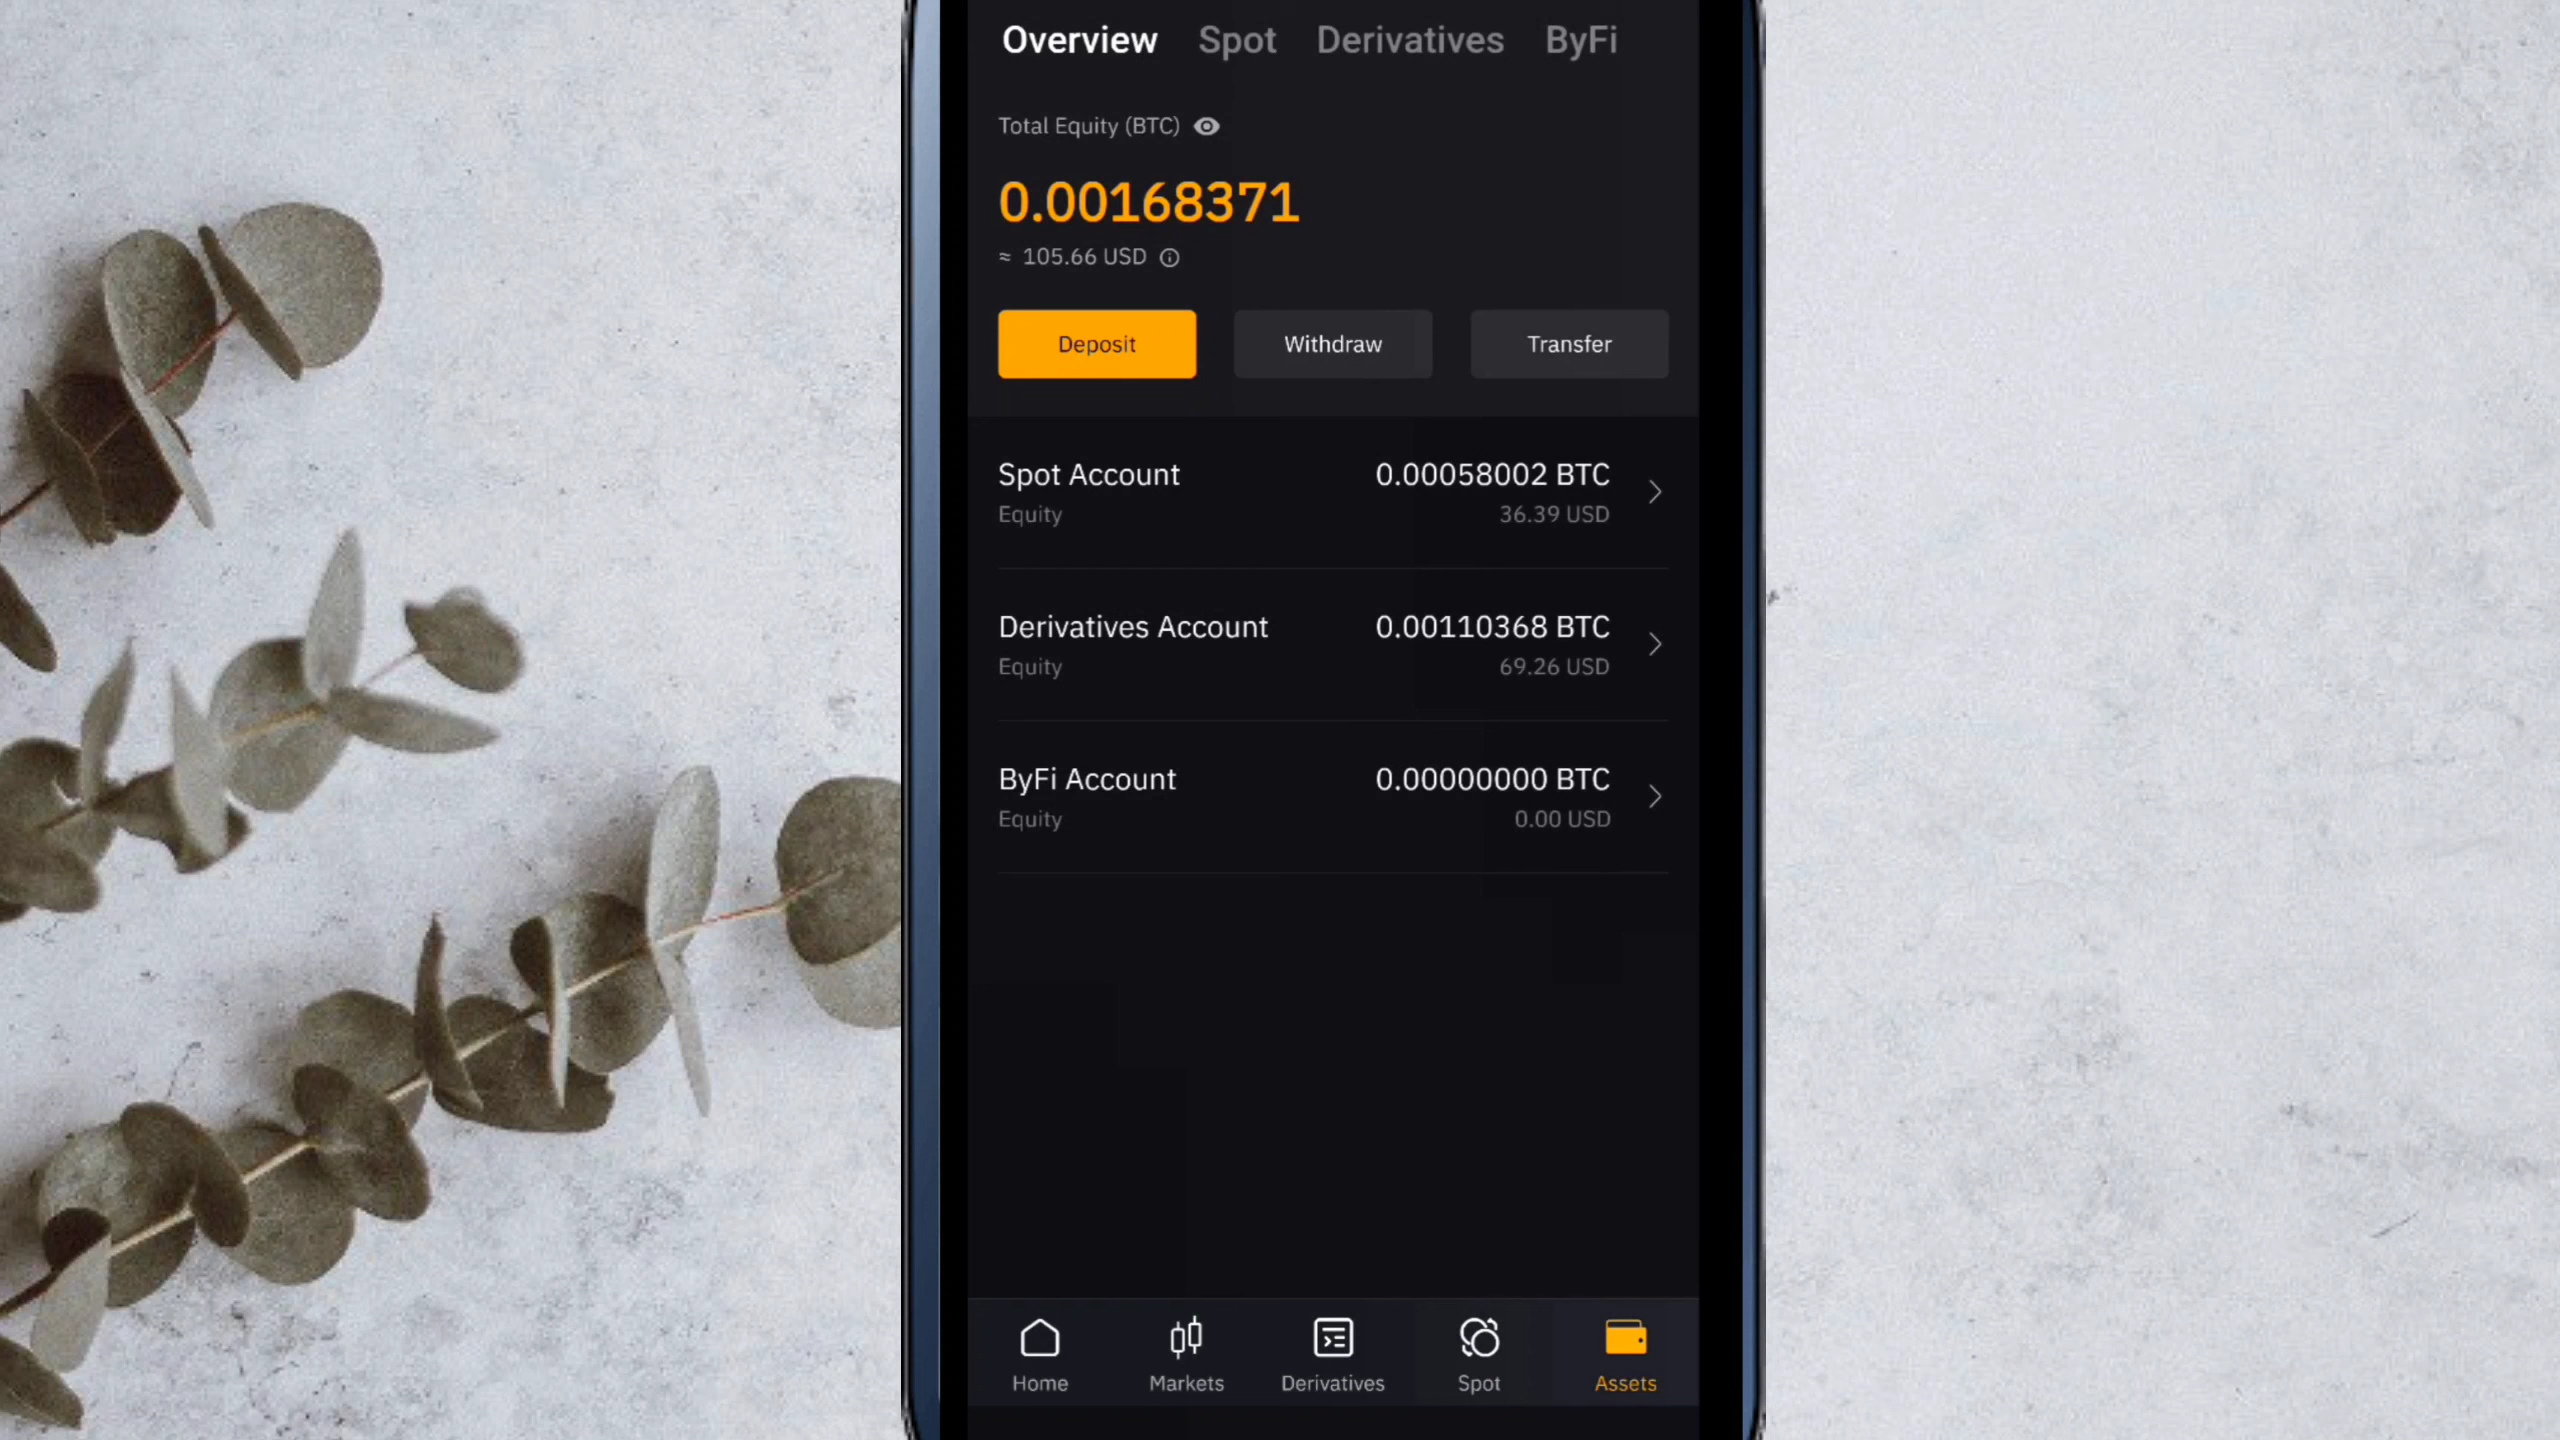 Overview Spot Derivatives ByFi
Total Equity (BTC)
0.00168371
≈ 105.66 USD
Deposit Withdraw Transfer
Spot Account 0.00058002 BTC
Equity 36.39 USD
Derivatives Account 0.00110368 BTC
Equity 69.26 USD
ByFi Account 0.00000000 BTC
Equity 0.00 USD
Home Markets Derivatives Spot Assets